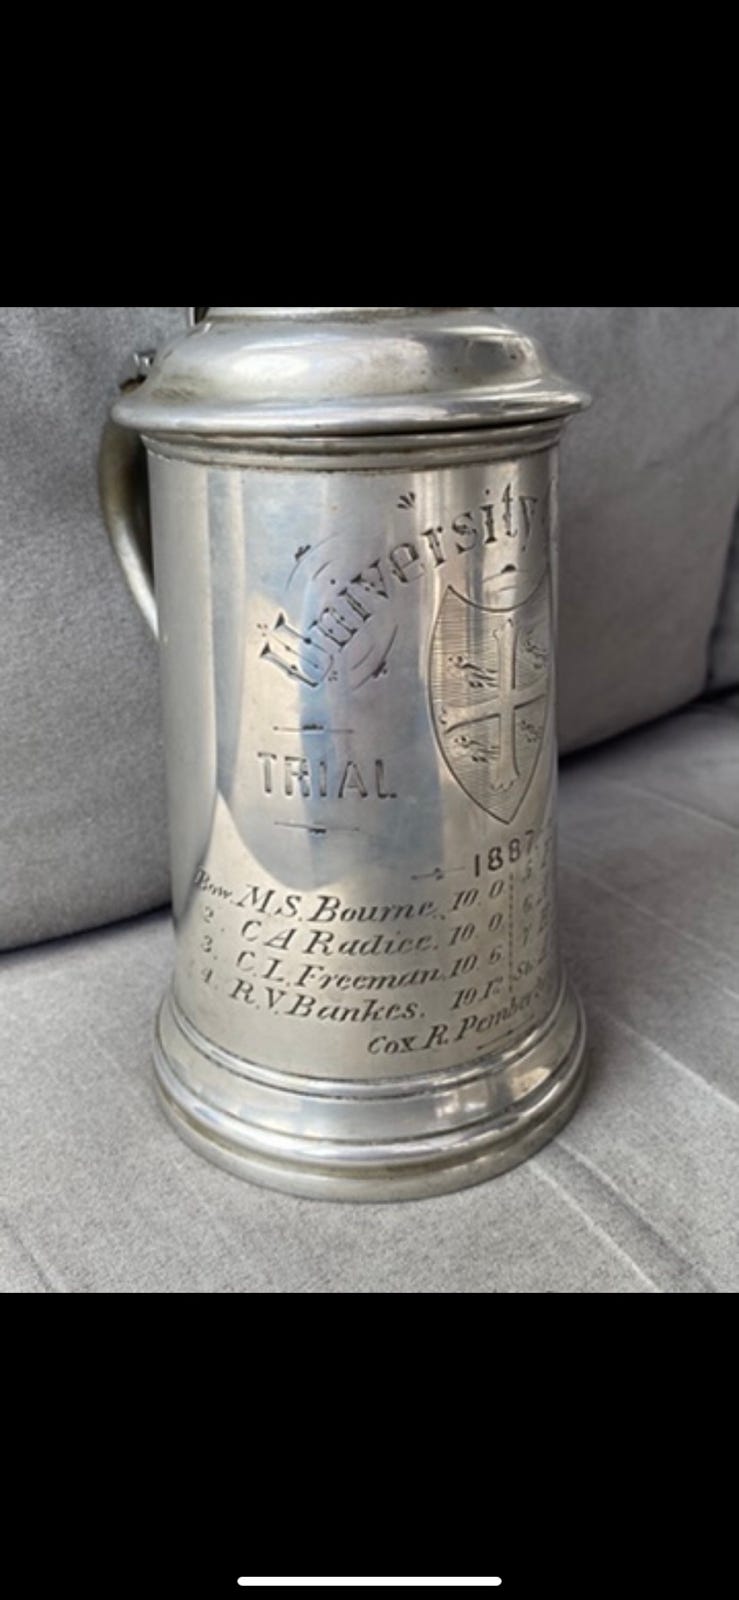 University
TRIAL
1887
Bow. M.S. Bourne. 10. 0.
2. C A Radice. 10. 0.
3. C.L. Freeman. 10. 6.
4. R.V. Bankes.
Cox R.